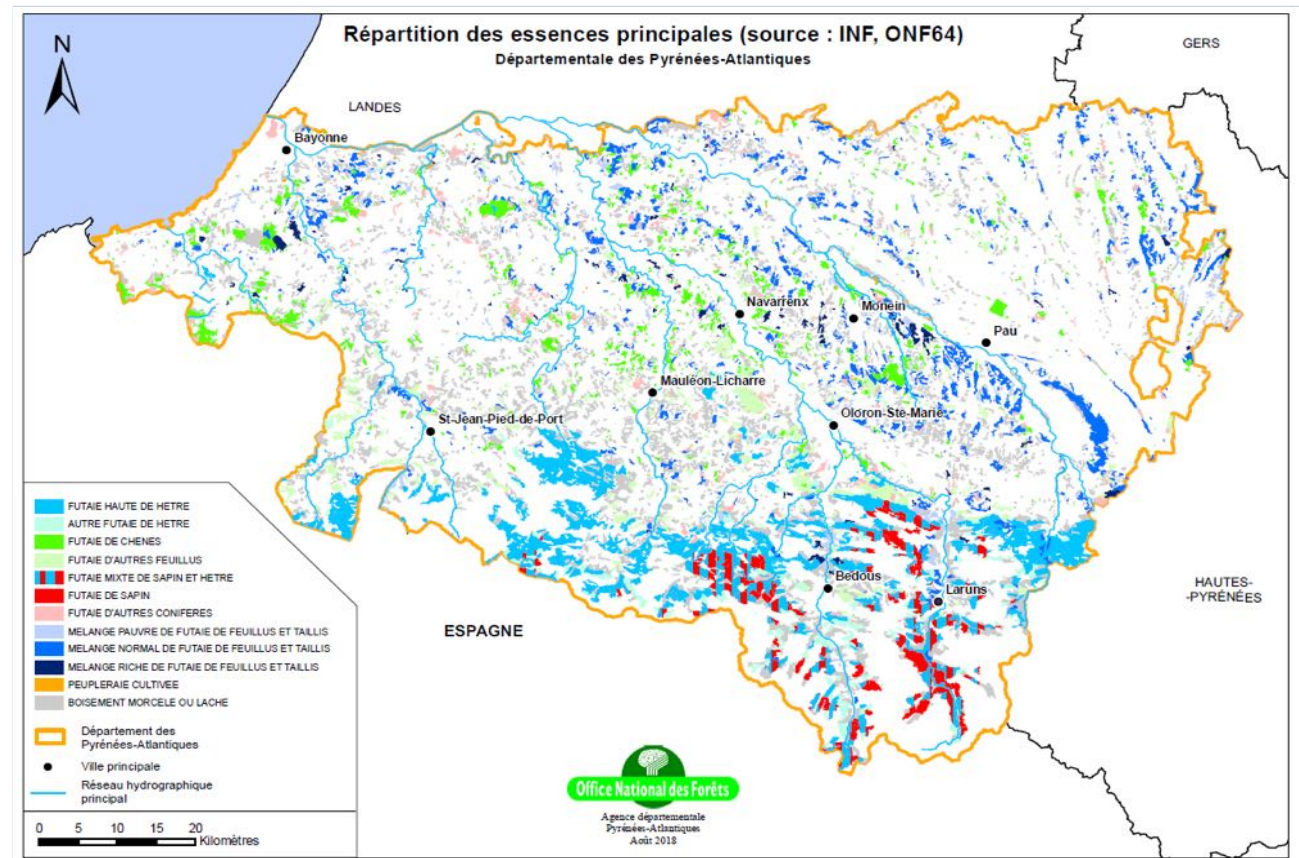 Répartition des essences principales (source : INF, ONF64)
Départementale des Pyrénées-Atlantiques
N
GERS
LANDES
Bayonne
Navarrenx
Monein
Pau
Mauléon-Licharre
Oloron-Ste-Marie
St-Jean-Pied-de-Port
Bedous
Laruns
HAUTES-
-PYRÉNÉES
ESPAGNE
FUTAIE HAUTE DE HETRE
AUTRE FUTAIE DE HETRE
FUTAIE DE CHENES
FUTAIE D'AUTRES FEUILLUS
FUTAIE MIXTE DE SAPIN ET HETRE
FUTAIE DE SAPIN
FUTAIE D'AUTRES CONIFERES
MELANGE PAUVRE DE FUTAIE DE FEUILLUS ET TAILLIS
MELANGE NORMAL DE FUTAIE DE FEUILLUS ET TAILLIS
MELANGE RICHE DE FUTAIE DE FEUILLUS ET TAILLIS
PEUPLERAIE CULTIVEE
BOISEMENT MORCELE OU LACHE
Département des
Pyrénées-Atlantiques
Ville principale
Réseau hydrographique
principal
0 5 10 15 20
Kilomètres
Office National des Forêts
Agence départementale
Pyrénées-Atlantiques
Août 2018